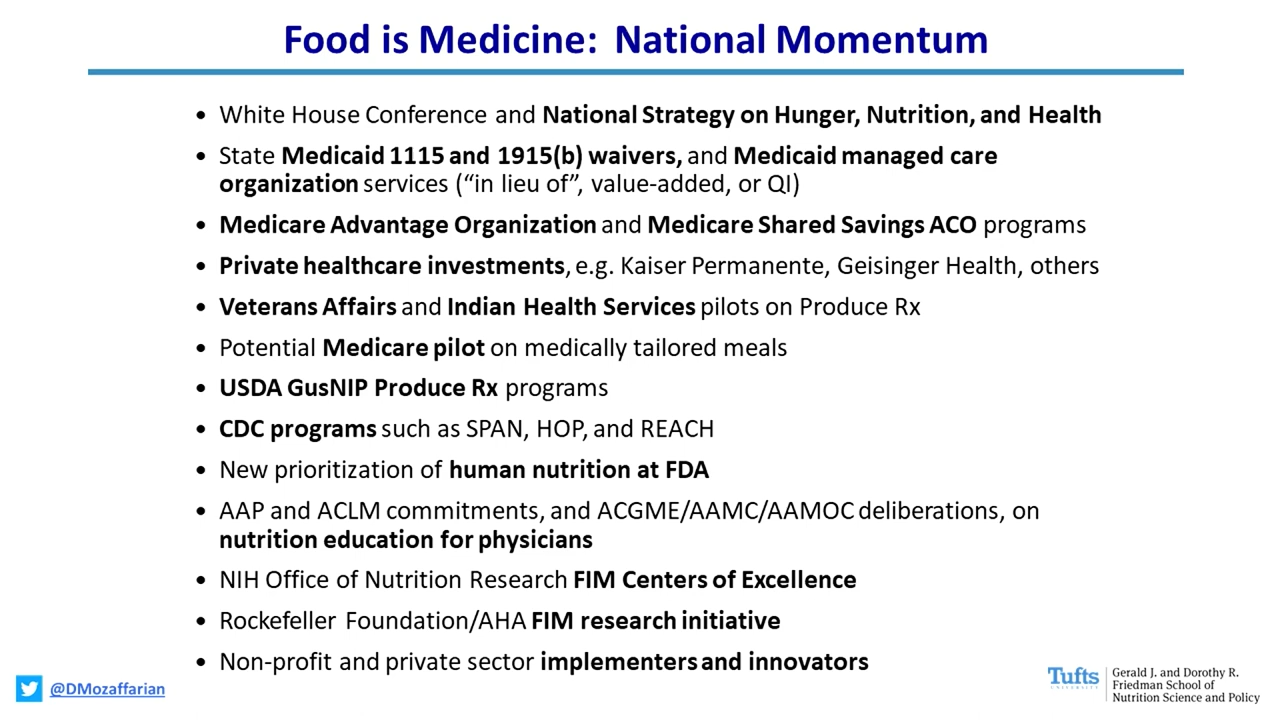 Food is Medicine: National Momentum
• White House Conference and National Strategy on Hunger, Nutrition, and Health
• State Medicaid 1115 and 1915(b) waivers, and Medicaid managed care
organization services (“in lieu of”, value-added, or QI)
• Medicare Advantage Organization and Medicare Shared Savings ACO programs
• Private healthcare investments, e.g. Kaiser Permanente, Geisinger Health, others
• Veterans Affairs and Indian Health Services pilots on Produce Rx
• Potential Medicare pilot on medically tailored meals
• USDA GusNIP Produce Rx programs
• CDC programs such as SPAN, HOP, and REACH
• New prioritization of human nutrition at FDA
• AAP and ACLM commitments, and ACGME/AAMC/AAMOC deliberations, on
nutrition education for physicians
• NIH Office of Nutrition Research FIM Centers of Excellence
• Rockefeller Foundation/AHA FIM research initiative
• Non-profit and private sector implementers and innovators
@DMozaffarian
Tufts
UNIVERSITY
Gerald J. and Dorothy R.
Friedman School of
Nutrition Science and Policy